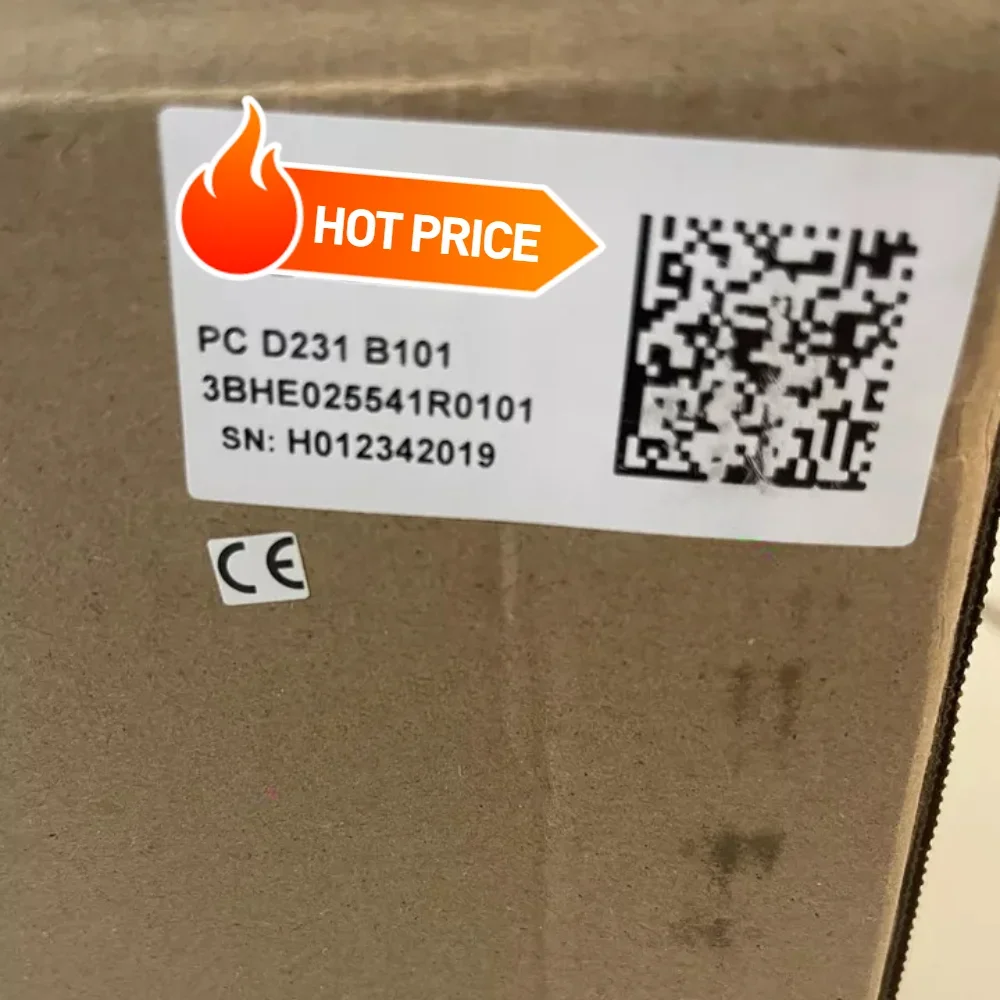 HOT PRICE
PC D231 B101
3BHE025541R0101
SN: H012342019
CE